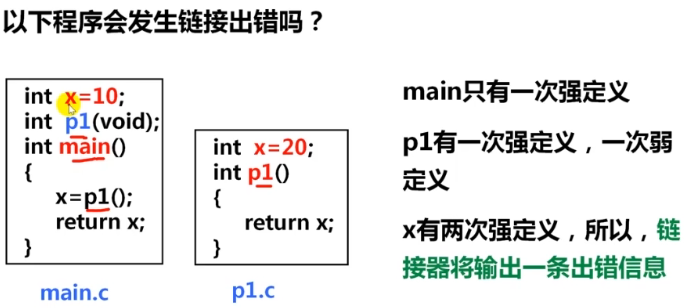 以下程序会发生链接出错吗？
int x=10;
int p1(void);
int main()
{
x=p1();
return x;
}
main.c
int x=20;
int p1()
{
return x;
}
p1.c
main只有一次强定义
p1有一次强定义，一次弱
定义
x有两次强定义，所以，链
接器将输出一条出错信息